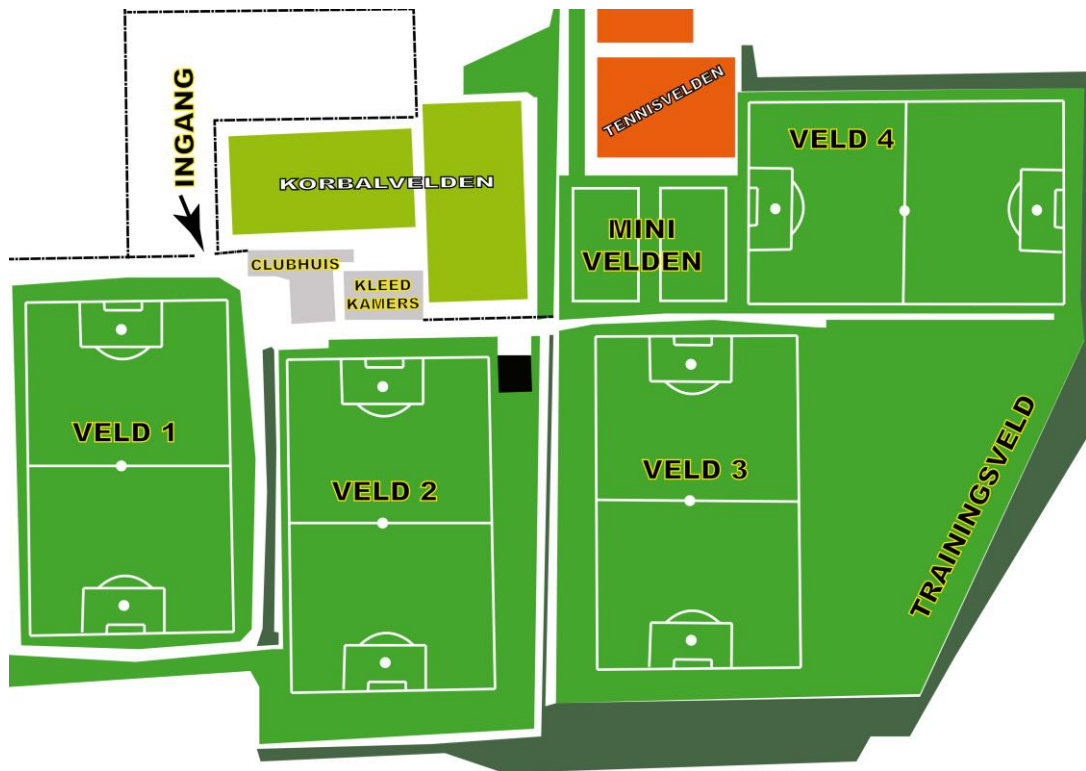 INGANG
TENNISVELDEN
VELD 4
KORBALVELDEN
MINI
VELDEN
CLUBHUIS
KLEED
KAMERS
VELD 1
VELD 2
VELD 3
TRAININGSVELD